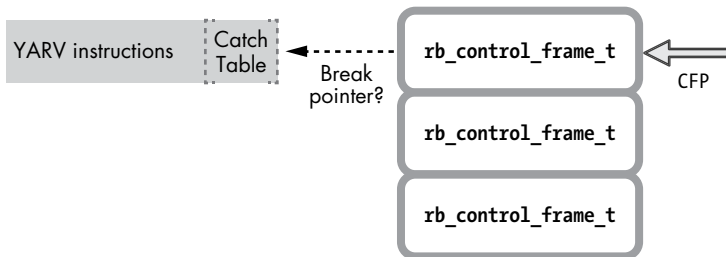 YARV instructions
Catch
Table
Break
pointer?
rb_control_frame_t
CFP
rb_control_frame_t
rb_control_frame_t